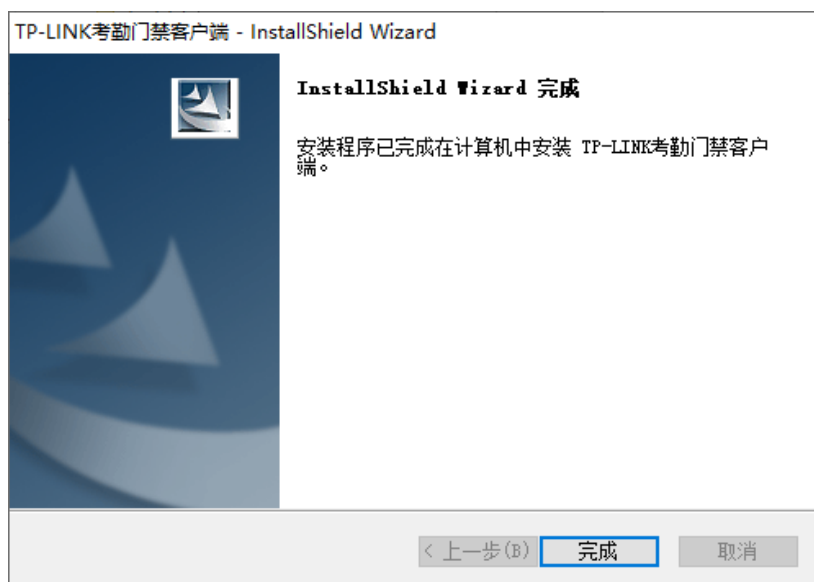 TP-LINK考勤门禁客户端 - InstallShield Wizard
InstallShield Wizard 完成
安装程序已完成在计算机中安装 TP-LINK考勤门禁客户
端。
< 上一步(B)
完成
取消